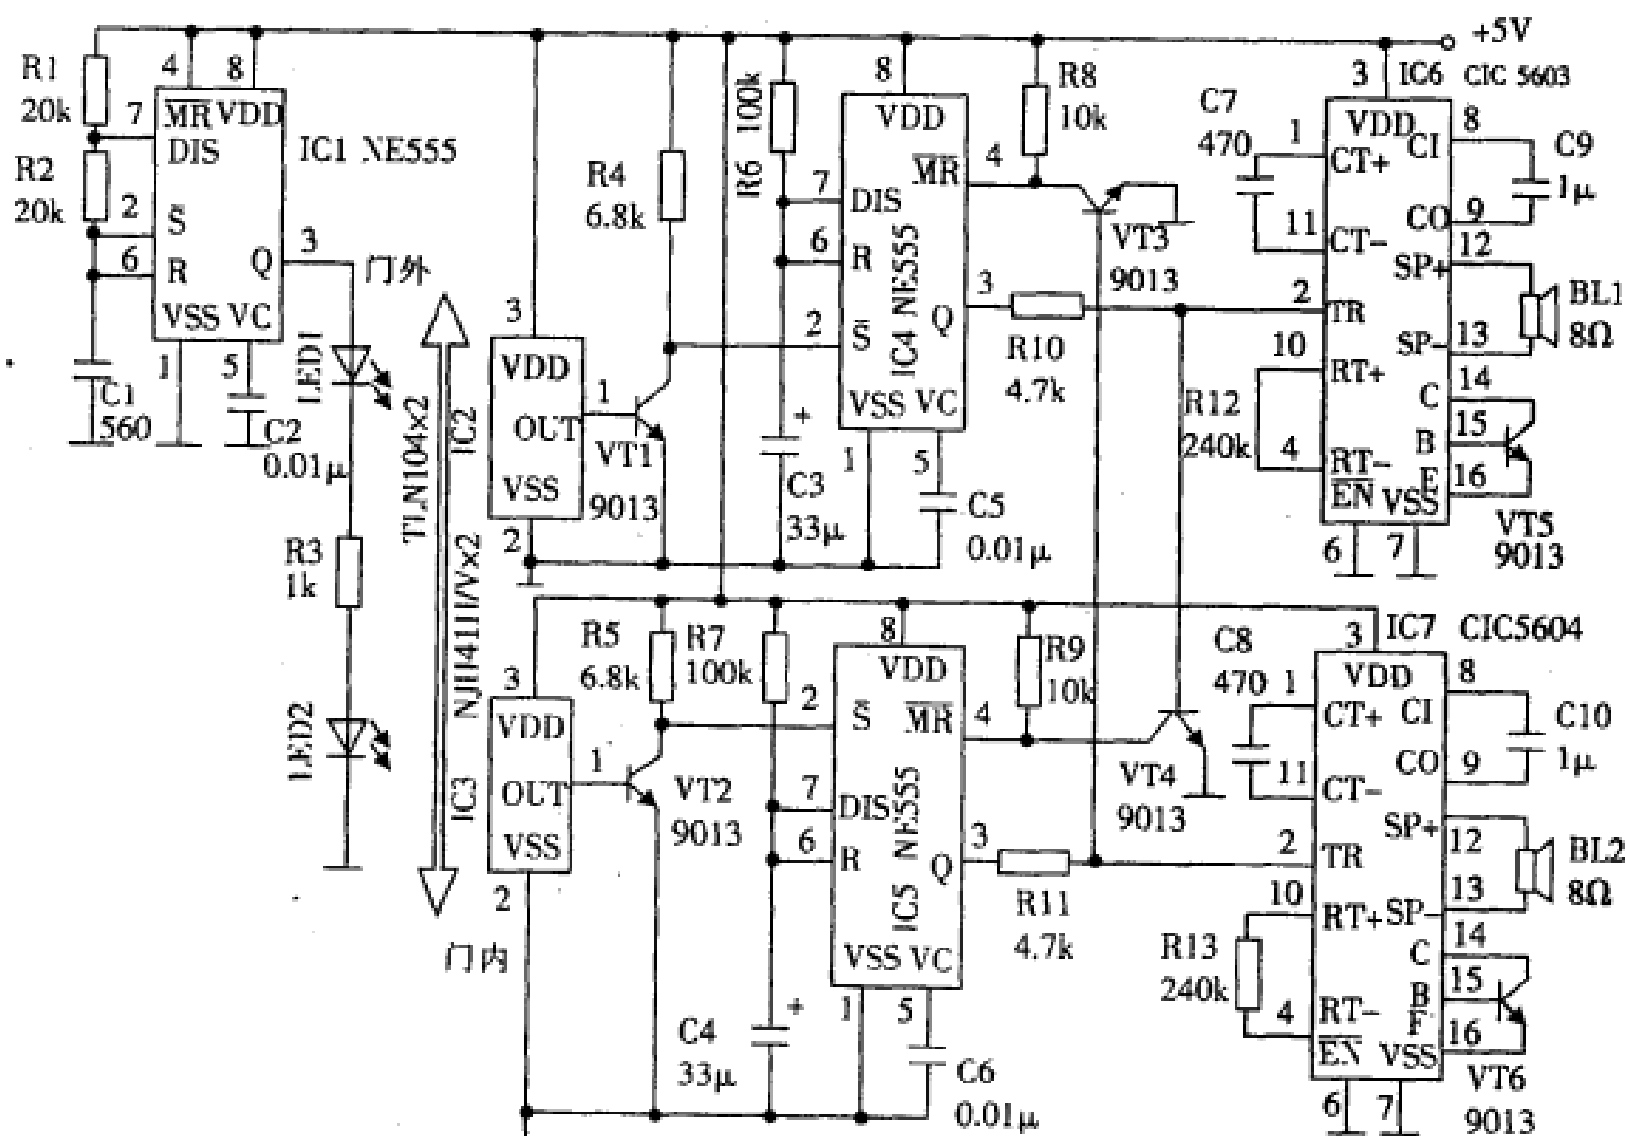 +5V
R1
20k
4
8
7
MR
VDD
DIS
IC1 NE555
R2
20k
2
S
6
R
Q
3
门外
VSS
VC
1
5
C1
560
C2
0.01μ
LED1
R3
1k
LED2
TLN104x2
门内
IC2
3
VDD
1
OUT
VSS
2
VT1
9013
R4
6.8k
R6
100k
8
VDD
4
MR
7
DIS
6
R
2
S
3
Q
IC4 NE555
VSS
VC
1
5
+
C3
33μ
C5
0.01μ
R8
10k
VT3
9013
R10
4.7k
3
IC6
CIC 5603
C7
470
1
VDD
CT+
CI
8
C9
1μ
11
CT-
CO
9
12
SP+
2
TR
BL1
8Ω
SP-
13
10
RT+
14
C
R12
240k
15
B
4
RT-
E
16
EN
VSS
6
7
VT5
9013
IC3
3
VDD
1
OUT
VSS
2
R5
6.8k
R7
100k
VT2
9013
8
VDD
2
S
MR
4
7
DIS
6
R
3
Q
IC5
NE555
VSS
VC
1
5
+
C4
33μ
C6
0.01μ
R9
10k
VT4
9013
R11
4.7k
3
IC7
CIC5604
C8
470
1
VDD
CT+
CI
8
C10
1μ
11
CT-
CO
9
SP+
12
2
TR
BL2
8Ω
13
10
RT+
SP-
14
C
R13
240k
15
B
4
RT-
16
EN
VSS
6
7
VT6
9013